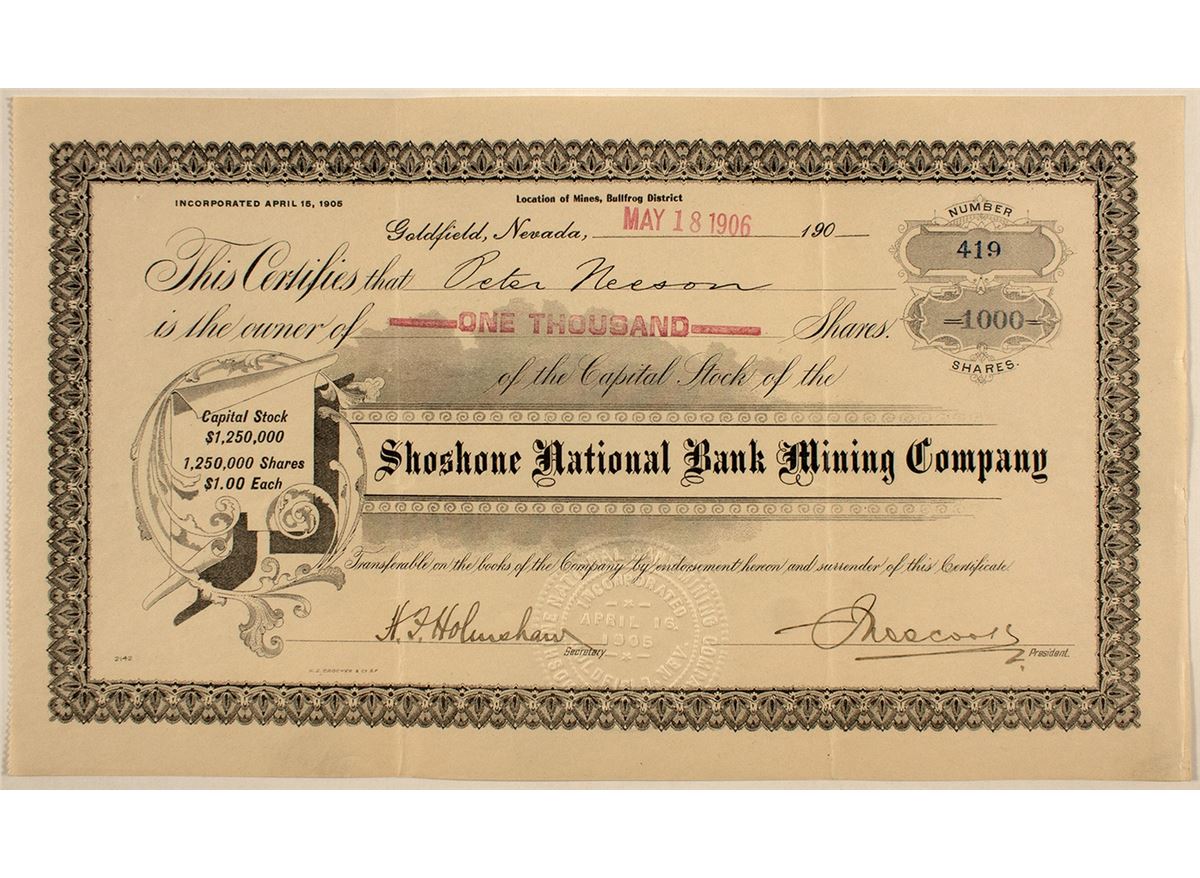 INCORPORATED APRIL 15, 1905
Location of Mines, Bullfrog District
Goldfield, Nevada, MAY 18 1906 190
NUMBER
419
This Certifies that Peter Neeson
is the owner of ONE THOUSAND Shares.
1000
SHARES.
of the Capital Stock of the
Capital Stock
$1,250,000
1,250,000 Shares
$1.00 Each
Shoshone National Bank Mining Company
Transferable on the books of the Company by endorsement hereon and surrender of this Certificate
INCORPORATED
APRIL 16,
1905
Secretary
President.
2142